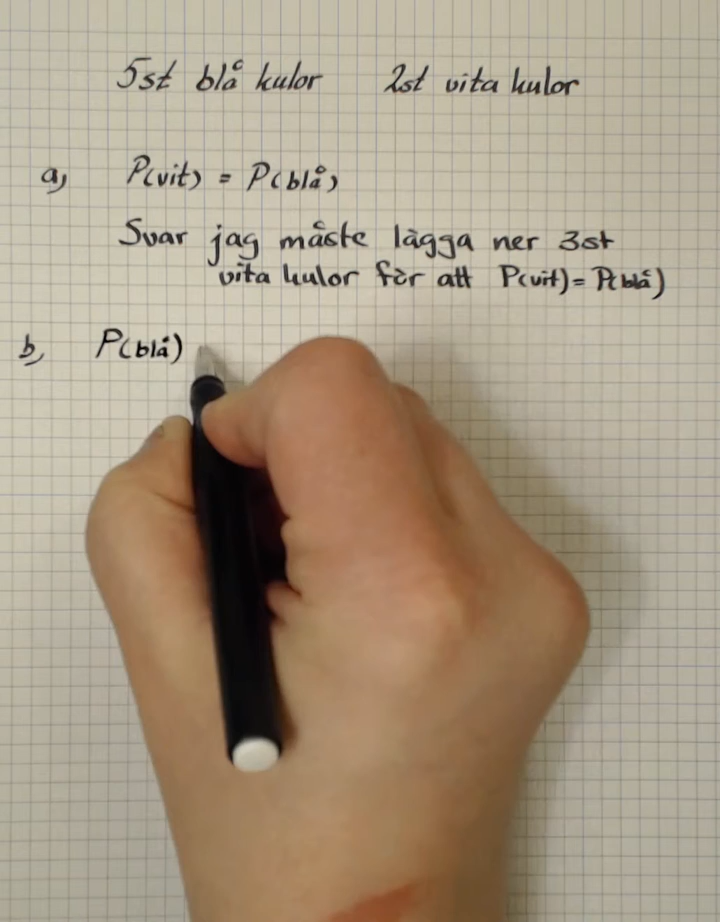 5st blå kulor 2st vita kulor
a) P(vit) = P(blå)
Svar jag måste lägga ner 3st
vita kulor för att P(vit) = P(blå)
b) P(blå)